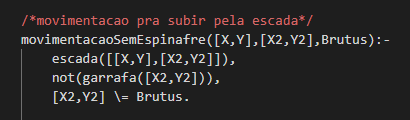 /*movimentacao pra subir pela escada*/
movimentacaoSemEspinafre([X,Y],[X2,Y2],Brutus):-
escada([[X,Y],[X2,Y2]]),
not(garrafa([X2,Y2])),
[X2,Y2] \= Brutus.